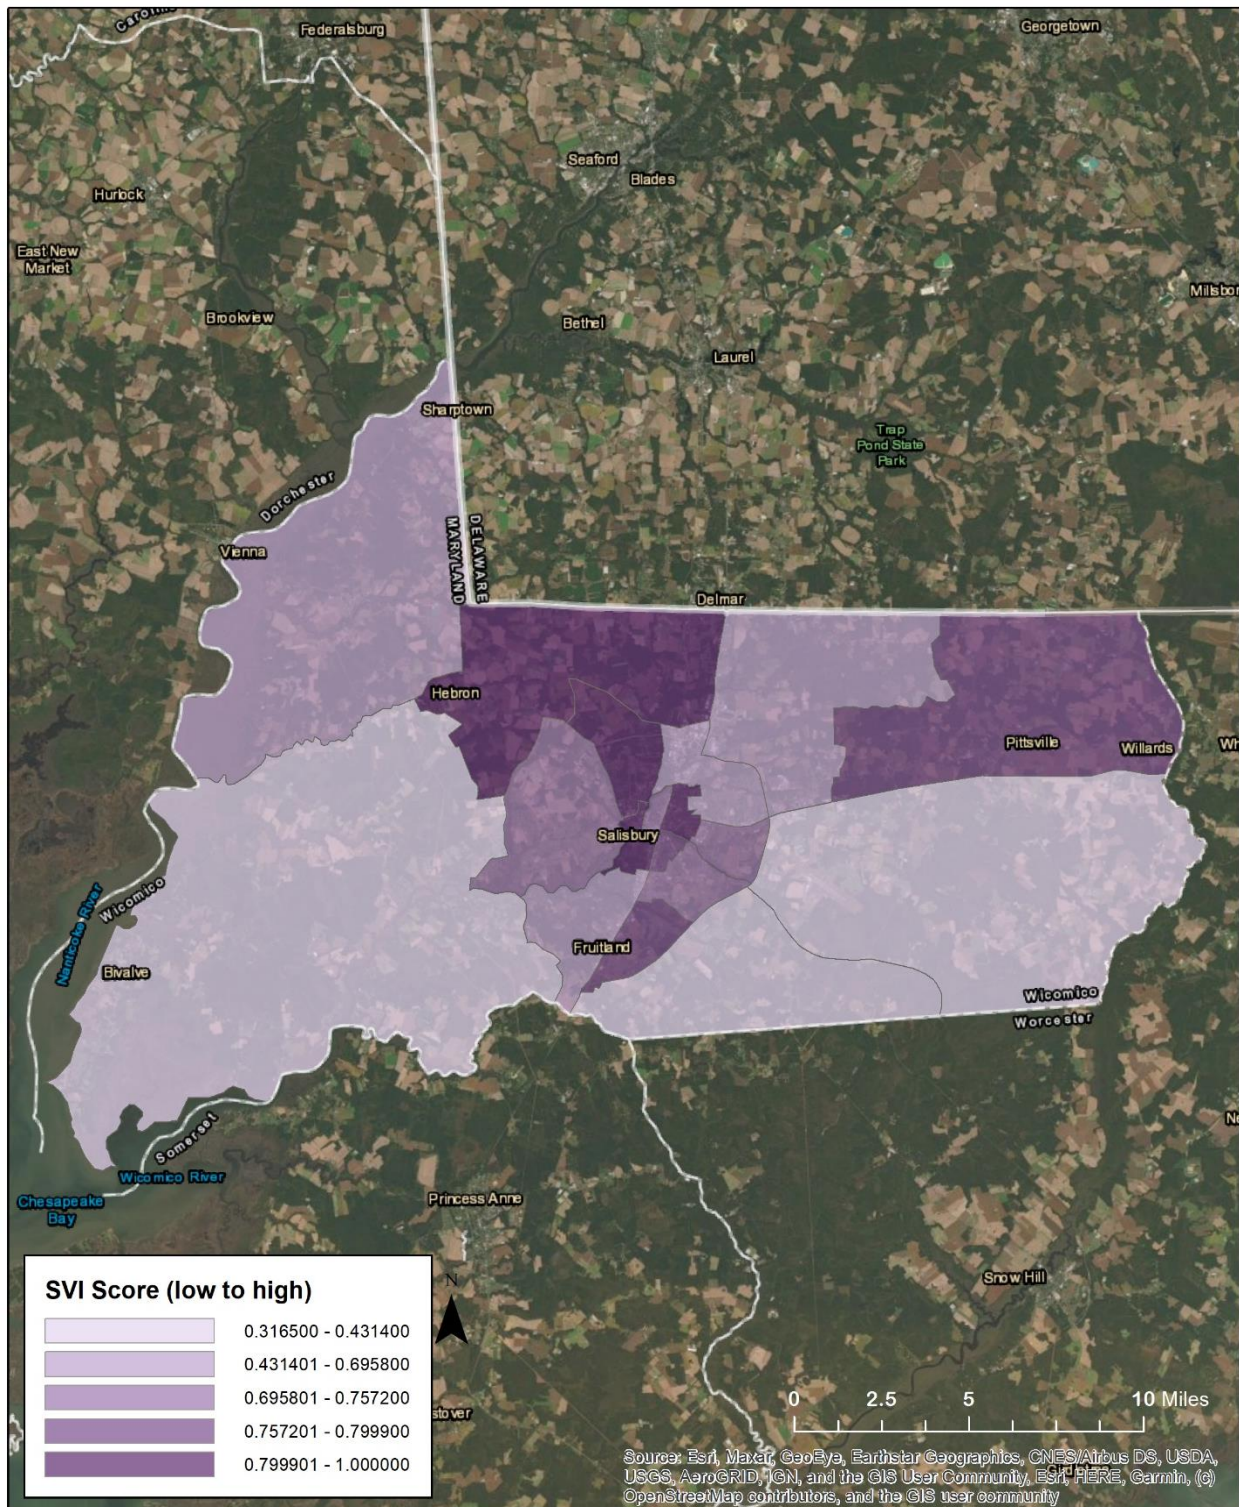 Caroline
Federalsburg
Georgetown
Seaford
Blades
Hurlock
East New
Market
Millsbor
Brookview
Bethel
Laurel
Sharptown
Trap
Pond State
Park
Dorchester
Vienna
MARYLAND
DELAWARE
Delmar
Hebron
Pittsville
Willards
Wh
Salisbury
Wicomico
Nanticoke River
Fruitland
Bivalve
Wicomico
Worcester
Somerset
Wicomico River
Chesapeake
Bay
Princess Anne
Snow Hill
SVI Score (low to high)
0.316500 - 0.431400
0.431401 - 0.695800
0.695801 - 0.757200
0.757201 - 0.799900
0.799901 - 1.000000
N
stover
0 2.5 5 10 Miles
Source: Esri, Maxar, GeoEye, Earthstar Geographics, CNES/Airbus DS, USDA,
USGS, AeroGRID, IGN, and the GIS User Community, Esri, HERE, Garmin, (c)
OpenStreetMap contributors, and the GIS user community